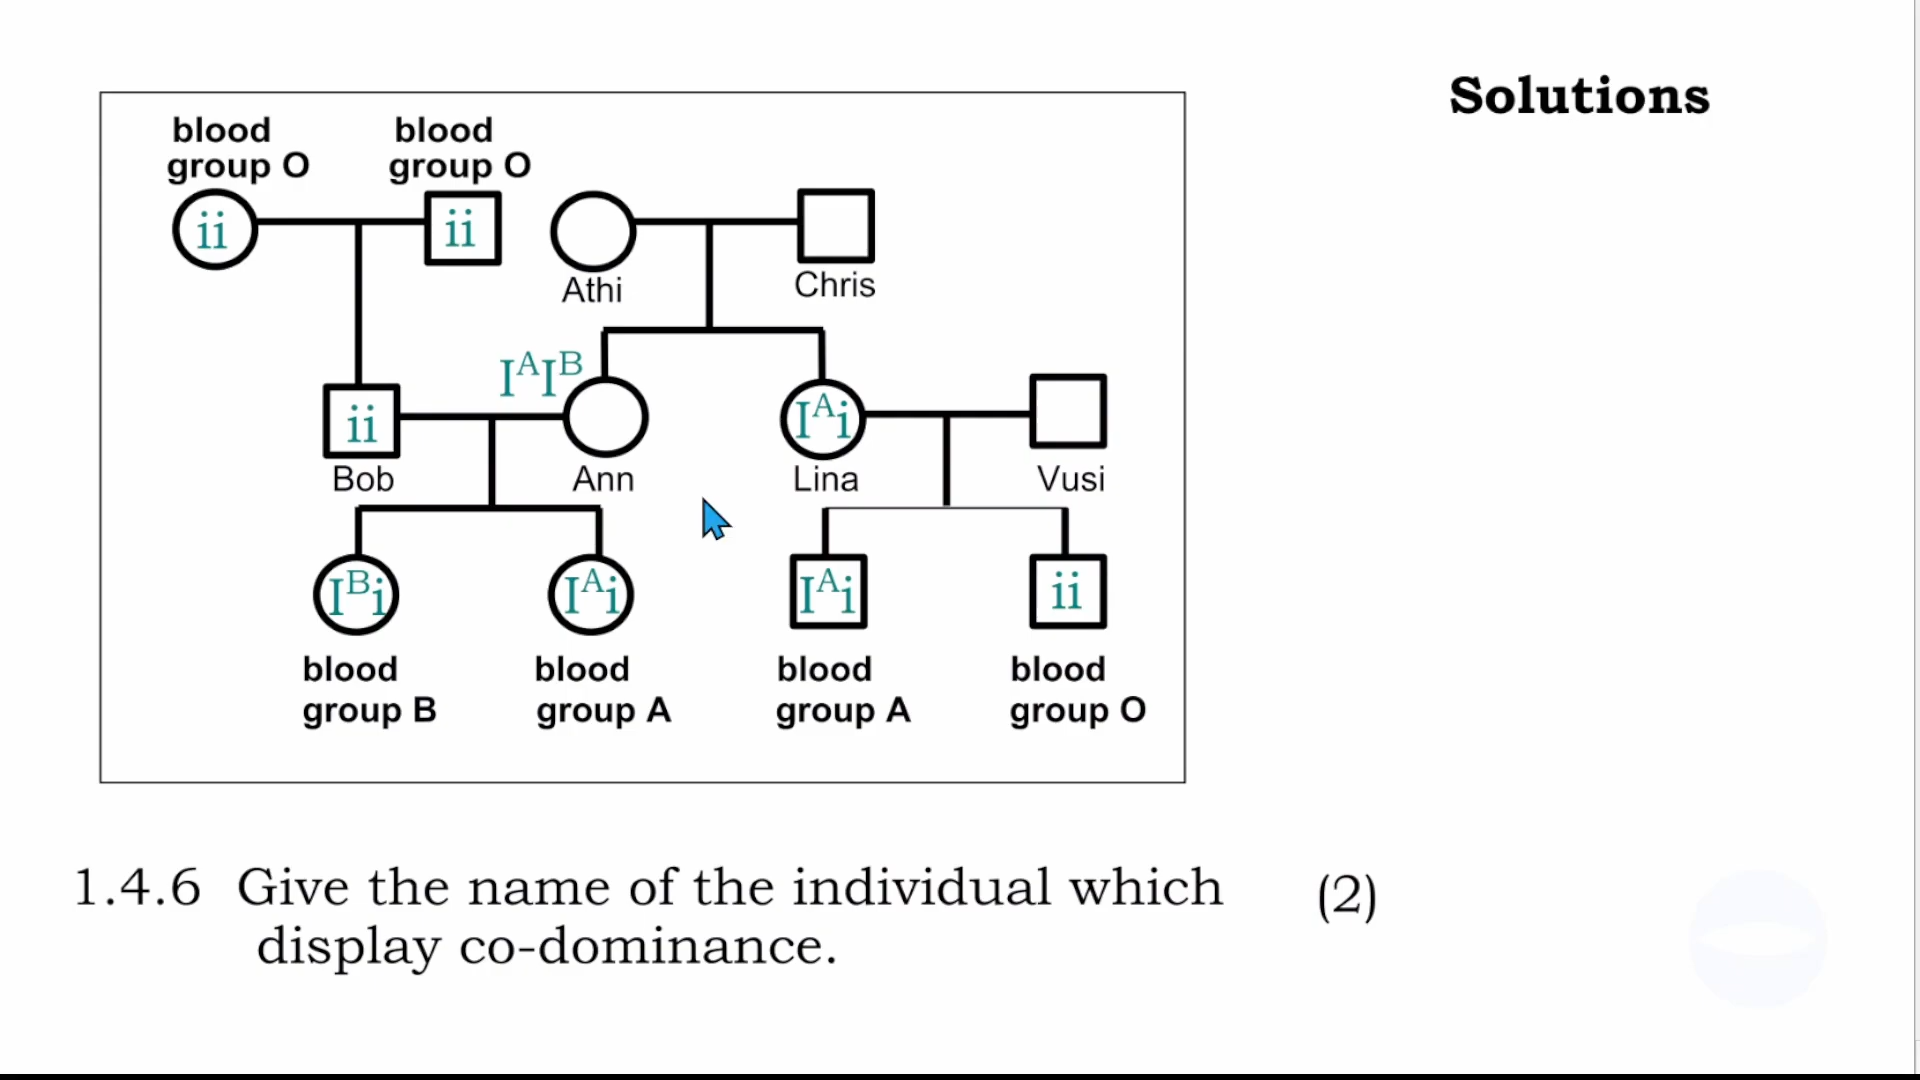 Solutions
blood blood
group O group O
ii ii
Athi Chris
IᴬIᴮ
ii Iᴬi
Bob Ann Lina Vusi
Iᴮi Iᴬi Iᴬi ii
blood blood blood blood
group B group A group A group O
1.4.6 Give the name of the individual which (2)
display co-dominance.